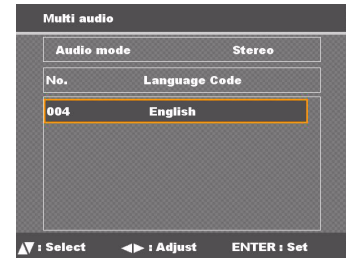 Multi audio
Audio mode Stereo
No. Language Code
004 English
▲▼ : Select ◀▶ : Adjust ENTER : Set